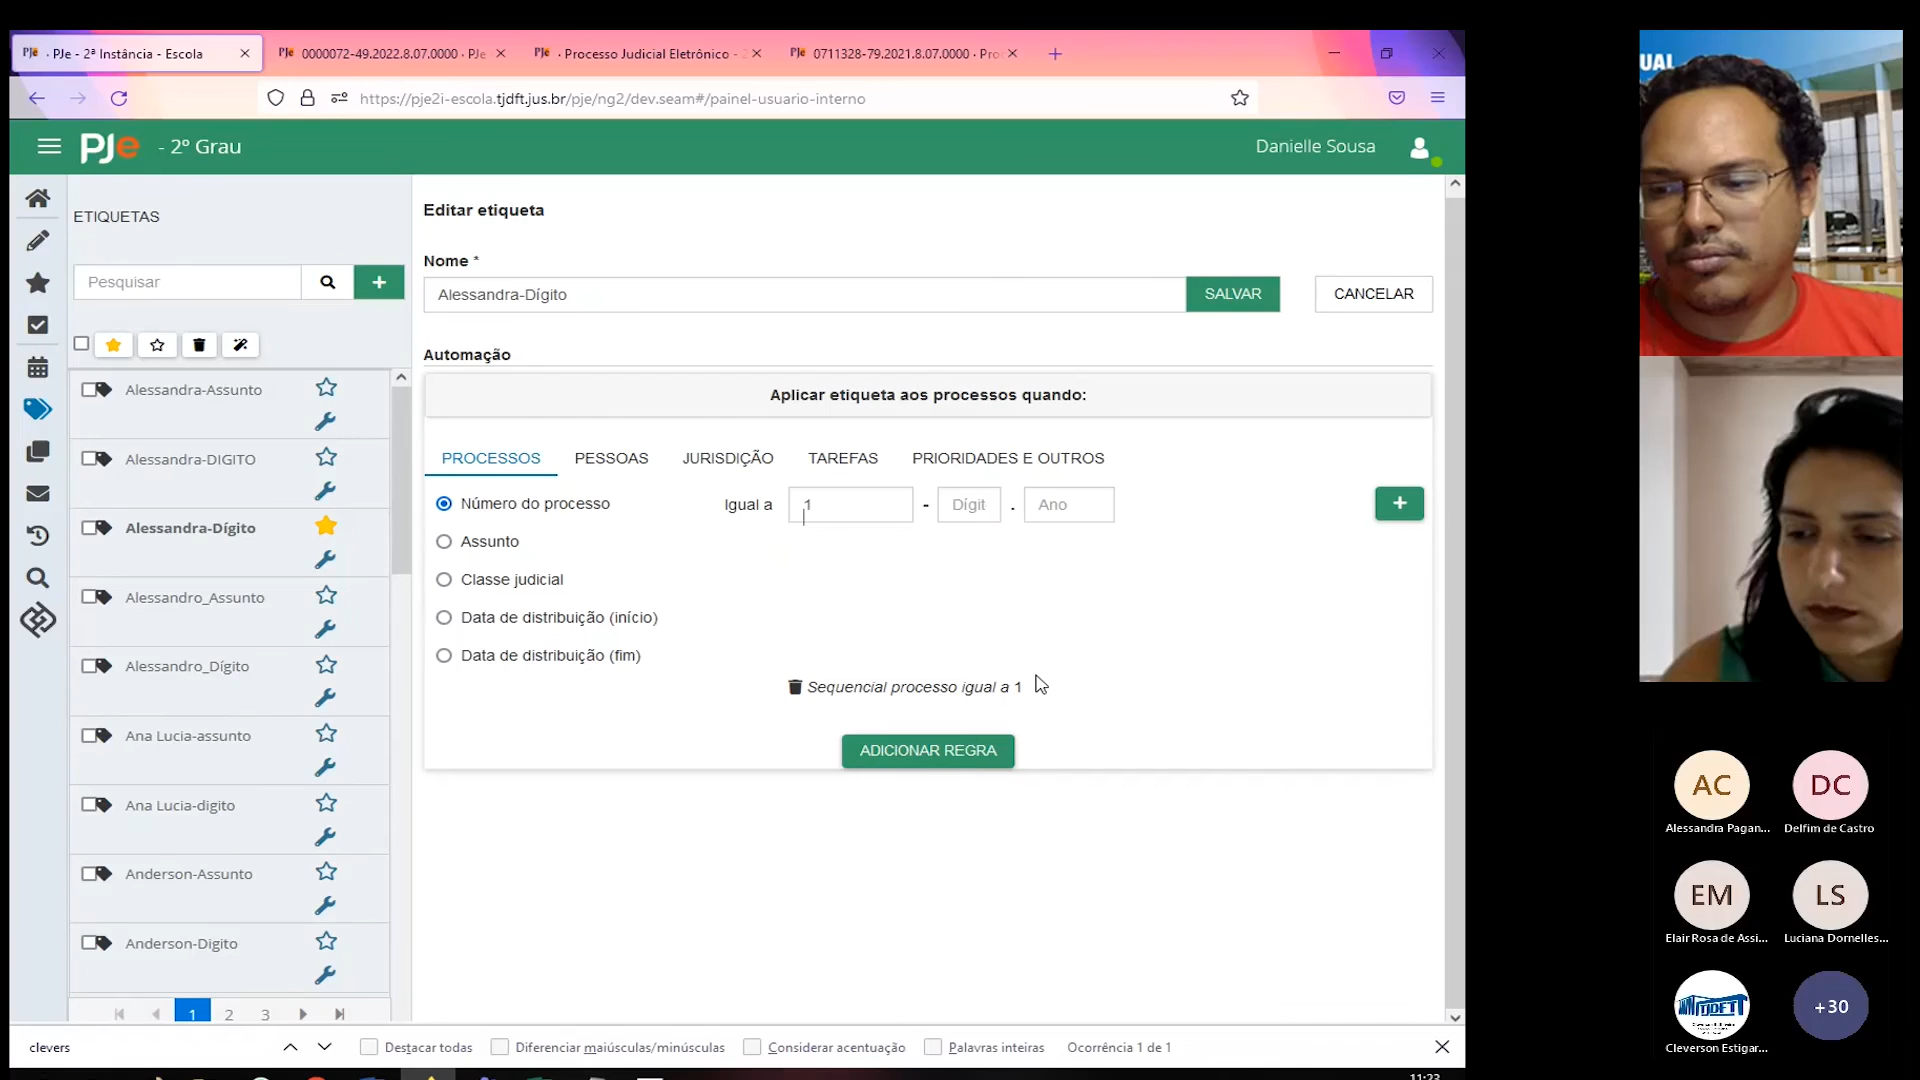 PJe · PJe - 2ª Instância - Escola
PJe 0000072-49.2022.8.07.0000 · PJe
PJe · Processo Judicial Eletrônico - 2
PJe 0711328-79.2021.8.07.0000 · Pro
https://pje2i-escola.tjdft.jus.br/pje/ng2/dev.seam#/painel-usuario-interno
PJe - 2º Grau
Danielle Sousa
ETIQUETAS
Pesquisar
Alessandra-Assunto
Alessandra-DIGITO
Alessandra-Dígito
Alessandro_Assunto
Alessandro_Dígito
Ana Lucia-assunto
Ana Lucia-digito
Anderson-Assunto
Anderson-Digito
1 2 3
Editar etiqueta
Nome *
Alessandra-Dígito
SALVAR
CANCELAR
Automação
Aplicar etiqueta aos processos quando:
PROCESSOS PESSOAS JURISDIÇÃO TAREFAS PRIORIDADES E OUTROS
Número do processo Igual a 1 - Dígit . Ano +
Assunto
Classe judicial
Data de distribuição (início)
Data de distribuição (fim)
Sequencial processo igual a 1
ADICIONAR REGRA
clevers Destacar todas Diferenciar maiúsculas/minúsculas Considerar acentuação Palavras inteiras Ocorrência 1 de 1
11:23
UAL
AC DC
Alessandra Pagan... Delfim de Castro
EM LS
Elair Rosa de Assi... Luciana Dornelles...
TJDFT +30
Cleverson Estigar...